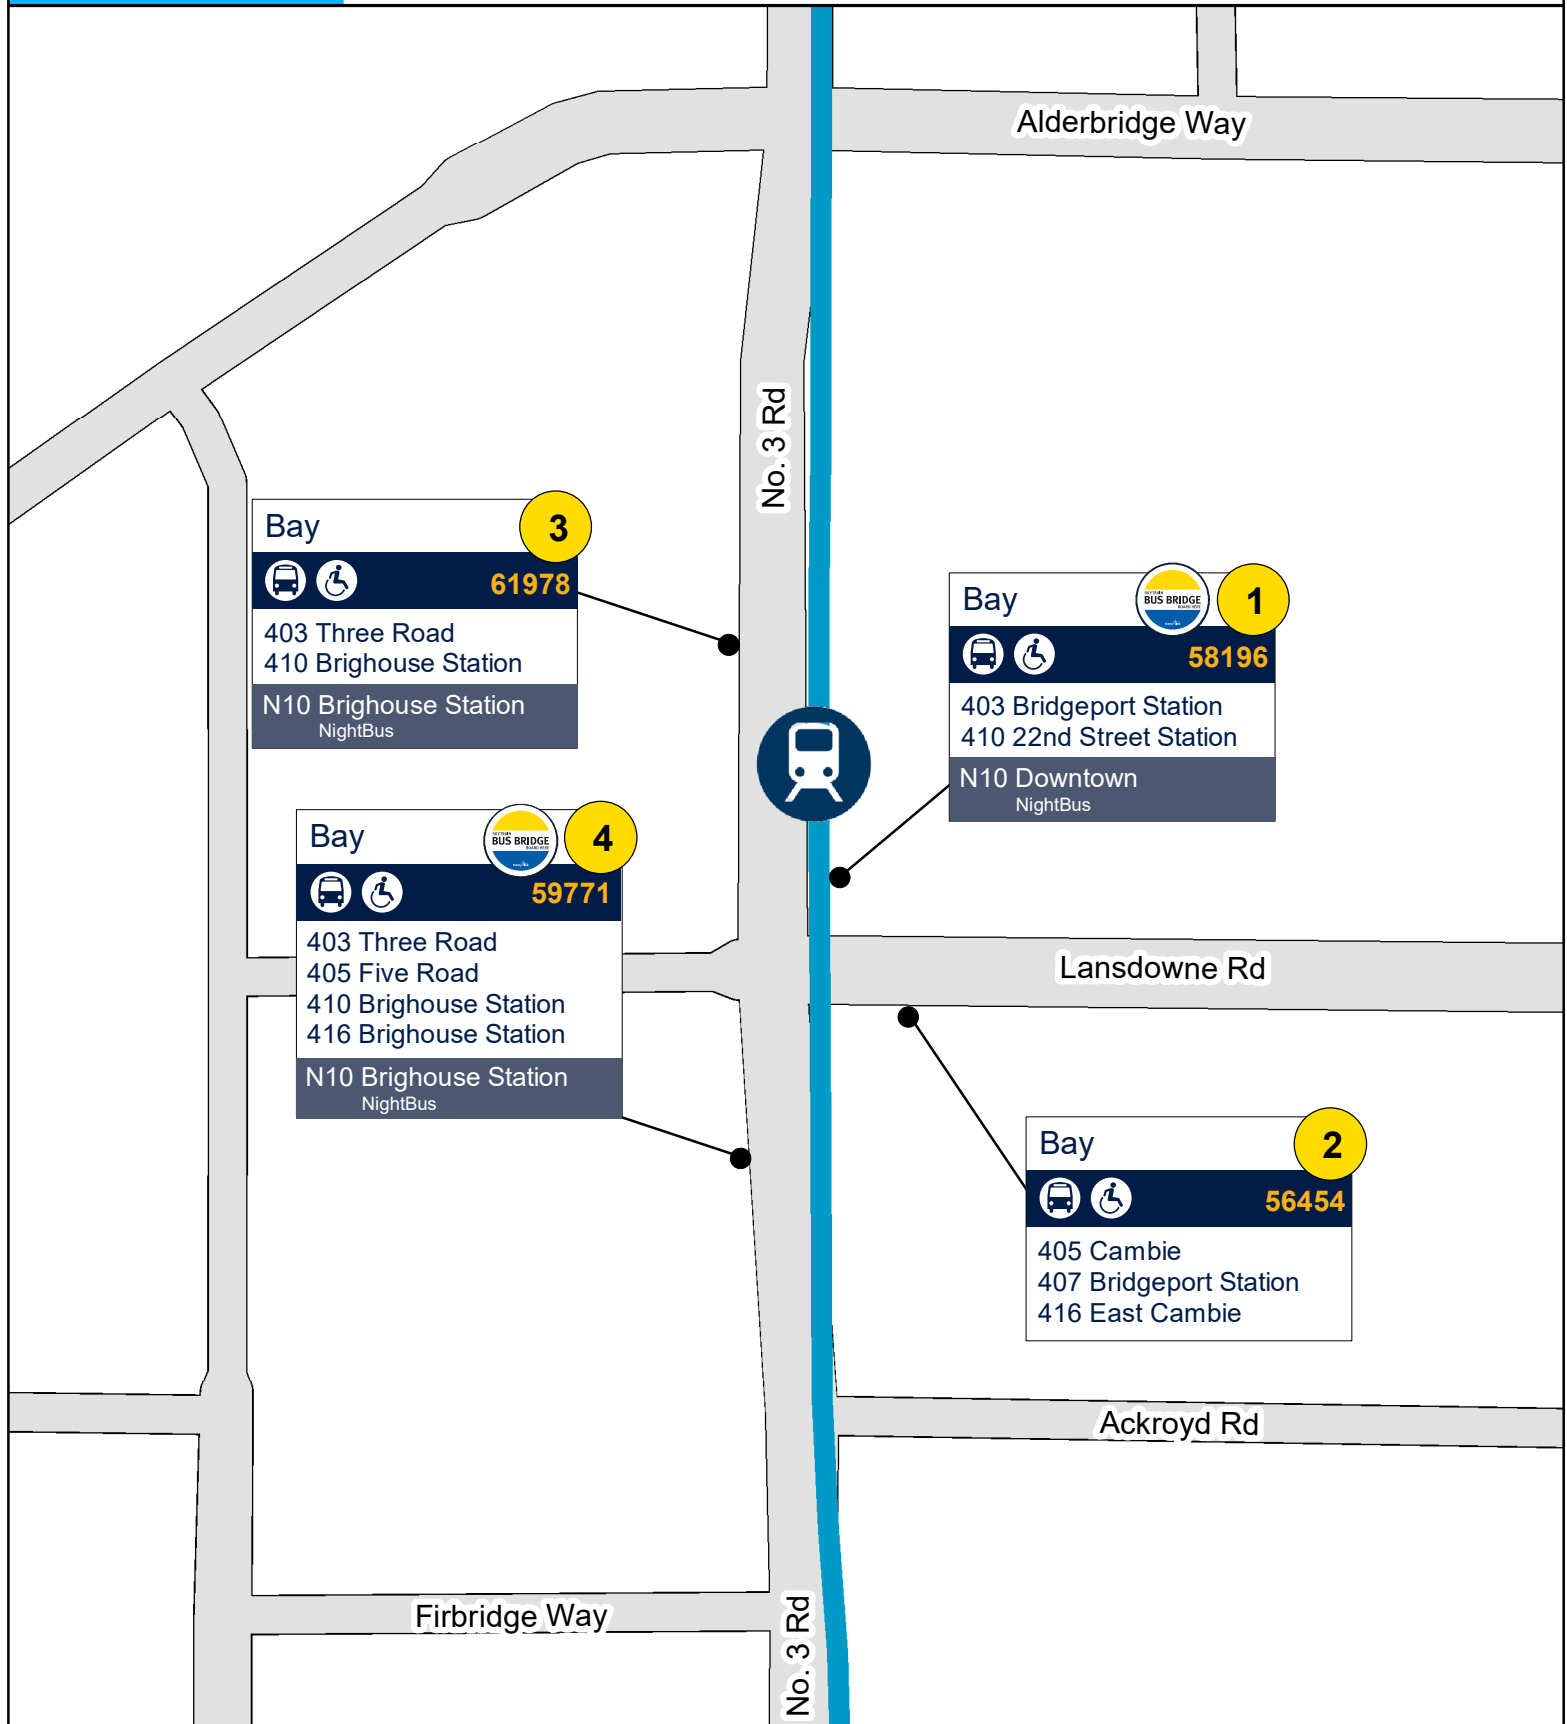 Alderbridge Way
No. 3 Rd
Bay 3
61978
403 Three Road
410 Brighouse Station
N10 Brighouse Station
NightBus
Bay BUS BRIDGE 1
58196
403 Bridgeport Station
410 22nd Street Station
N10 Downtown
NightBus
Bay BUS BRIDGE 4
59771
403 Three Road
405 Five Road
410 Brighouse Station
416 Brighouse Station
N10 Brighouse Station
NightBus
Lansdowne Rd
Bay 2
56454
405 Cambie
407 Bridgeport Station
416 East Cambie
Ackroyd Rd
Firbridge Way
No. 3 Rd